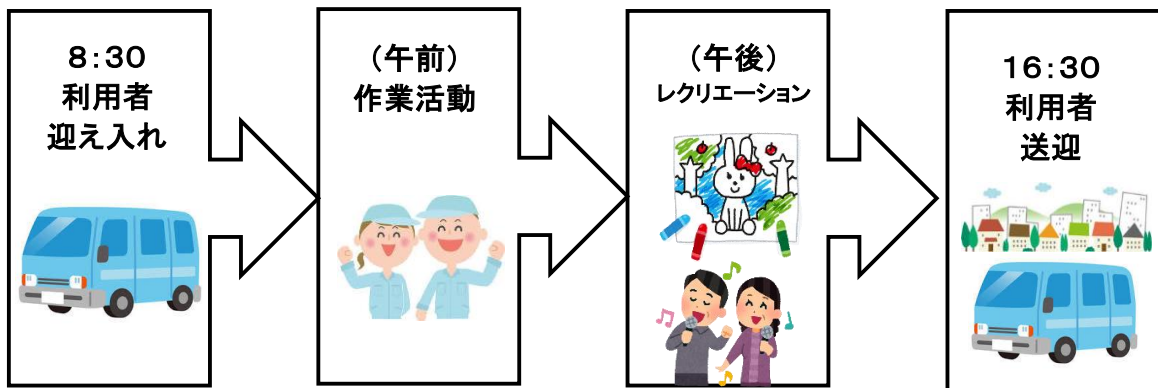 8:30
利用者
迎え入れ
(午前)
作業活動
(午後)
レクリエーション
16:30
利用者
送迎